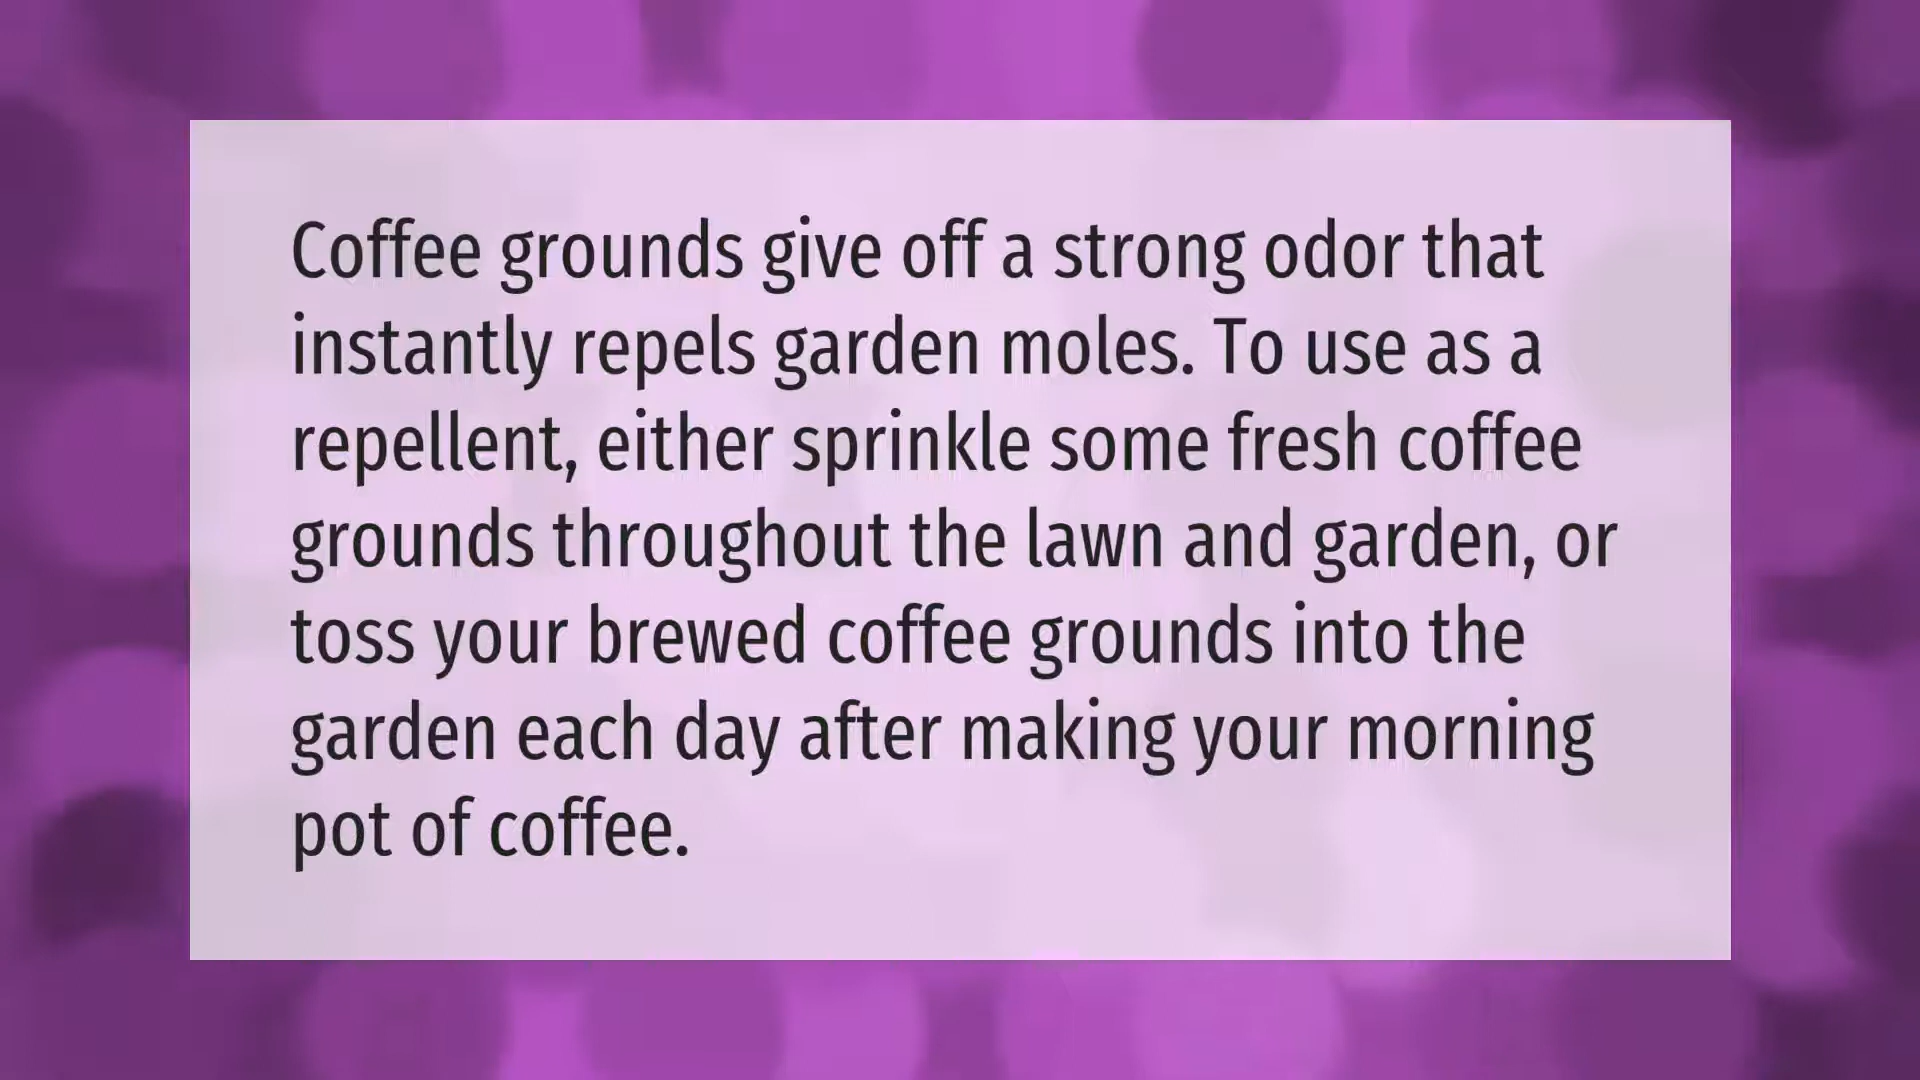 Coffee grounds give off a strong odor that
instantly repels garden moles. To use as a
repellent, either sprinkle some fresh coffee
grounds throughout the lawn and garden, or
toss your brewed coffee grounds into the
garden each day after making your morning
pot of coffee.